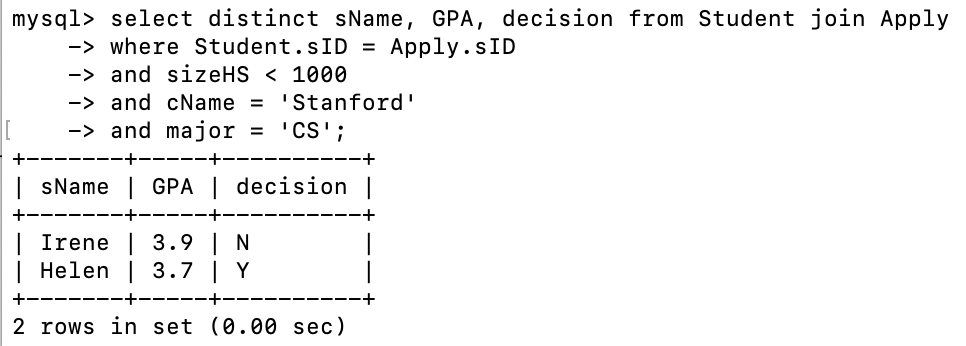 mysql> select distinct sName, GPA, decision from Student join Apply
    -> where Student.sID = Apply.sID
    -> and sizeHS < 1000
    -> and cName = 'Stanford'
[    -> and major = 'CS';
+-------+-----+----------+
| sName | GPA | decision |
+-------+-----+----------+
| Irene | 3.9 | N        |
| Helen | 3.7 | Y        |
+-------+-----+----------+
2 rows in set (0.00 sec)